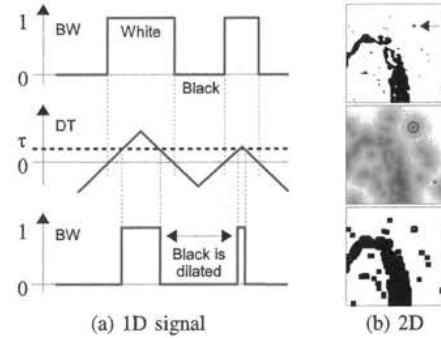 1
BW
White
0
Black
DT
τ
0
1
BW
Black is
dilated
0
(a) 1D signal
(b) 2D